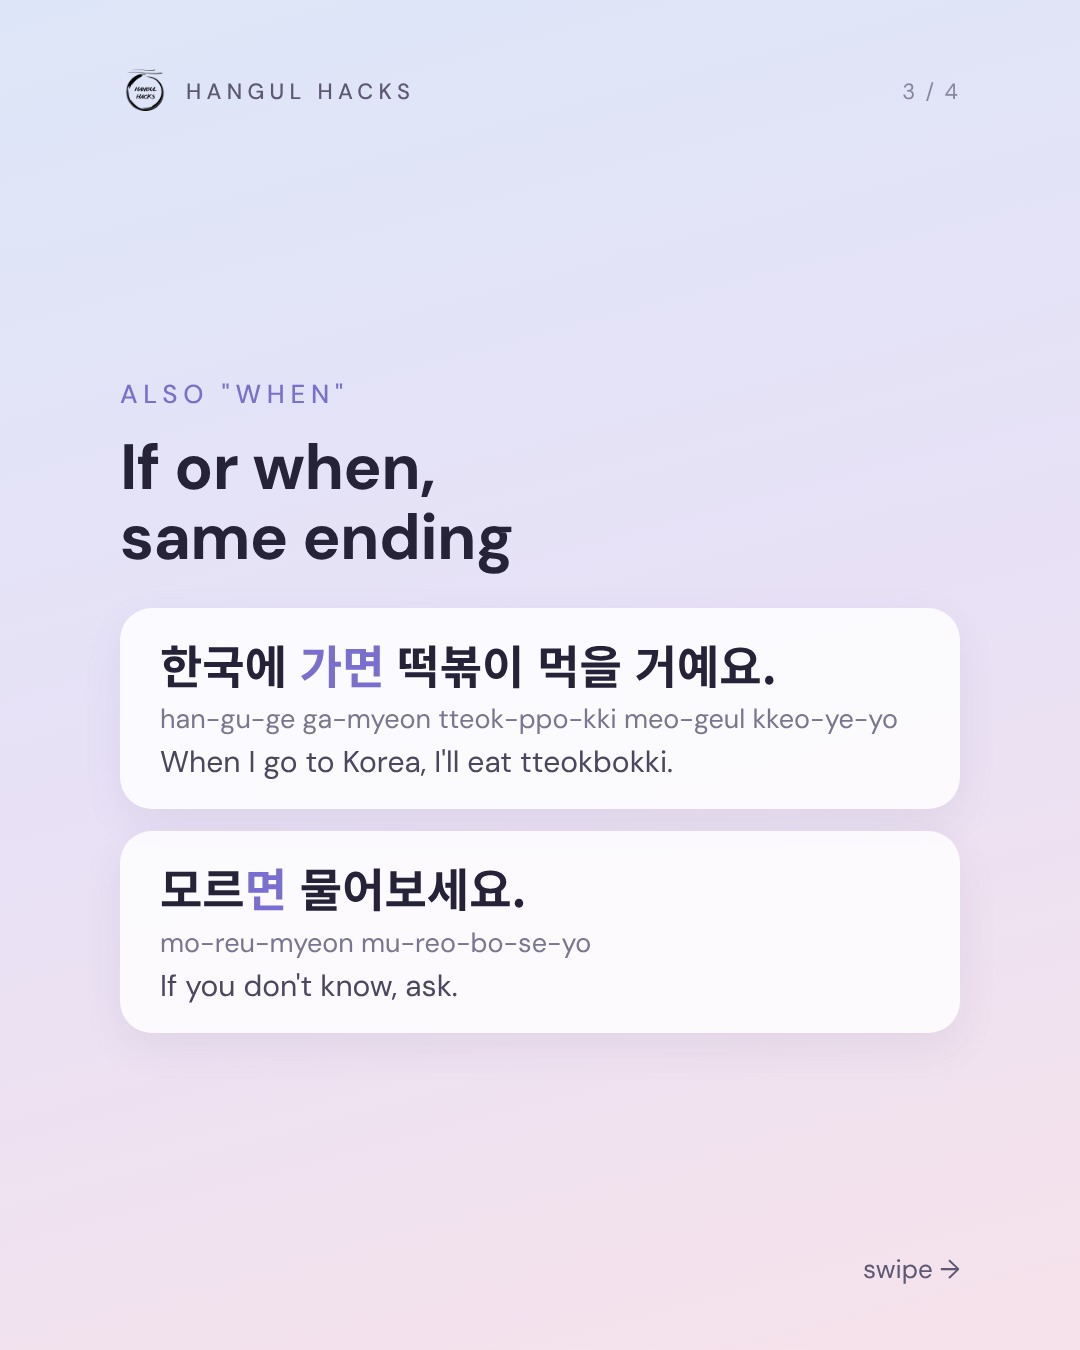 HANGUL HACKS
HANGUL HACKS
3 / 4
ALSO "WHEN"
If or when,
same ending
한국에 가면 떡볶이 먹을 거예요.
han-gu-ge ga-myeon tteok-ppo-kki meo-geul kkeo-ye-yo
When I go to Korea, I'll eat tteokbokki.
모르면 물어보세요.
mo-reu-myeon mu-reo-bo-se-yo
If you don't know, ask.
swipe →